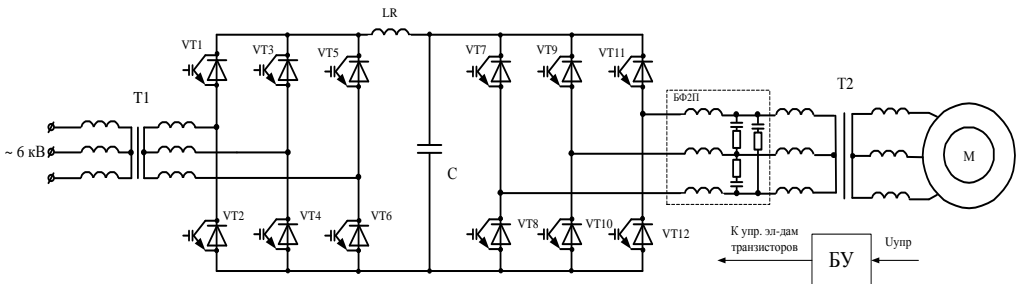 LR
VT1
VT3
VT5
VT7
VT9
VT11
T1
БФ2П
T2
~ 6 кВ
С
М
VT2
VT4
VT6
VT8
VT10
VT12
К упр. эл-дам
транзисторов
БУ
Uупр